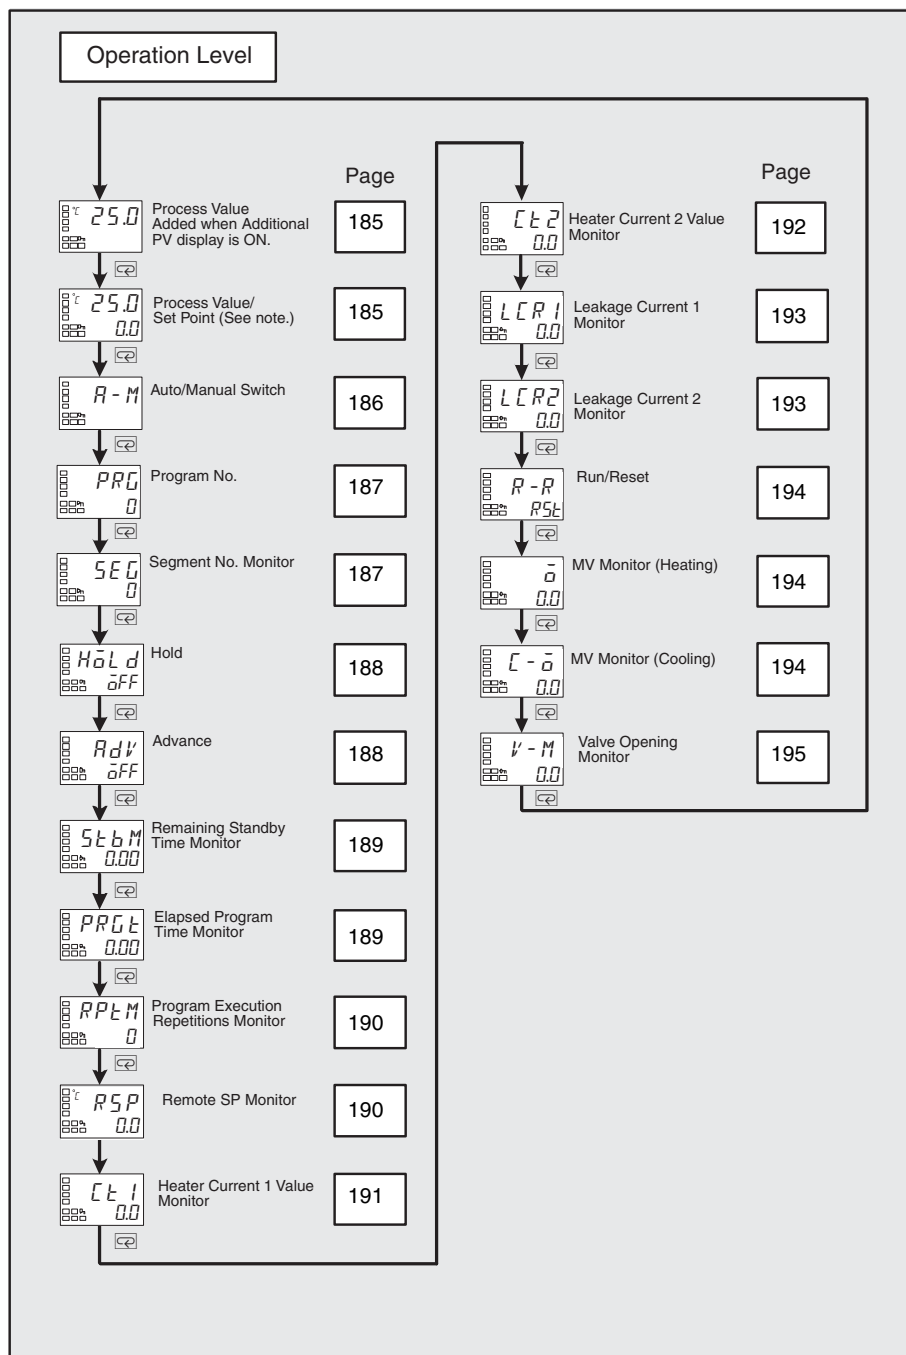 Operation Level
Page
°C 25.0
Process Value
Added when Additional
PV display is ON.
185
°C 25.0
0.0
Process Value/
Set Point (See note.)
185
A-M
Auto/Manual Switch
186
PRG
0
Program No.
187
SEG
0
Segment No. Monitor
187
HoLd
oFF
Hold
188
AdV
oFF
Advance
188
StbM
0.00
Remaining Standby
Time Monitor
189
PRGt
0.00
Elapsed Program
Time Monitor
189
RPtM
0
Program Execution
Repetitions Monitor
190
°C RSP
0.0
Remote SP Monitor
190
Ct1
0.0
Heater Current 1 Value
Monitor
191
Page
Ct2
0.0
Heater Current 2 Value
Monitor
192
LCR1
0.0
Leakage Current 1
Monitor
193
LCR2
0.0
Leakage Current 2
Monitor
193
R-R
RSt
Run/Reset
194
o
0.0
MV Monitor (Heating)
194
C-o
0.0
MV Monitor (Cooling)
194
V-M
0.0
Valve Opening
Monitor
195